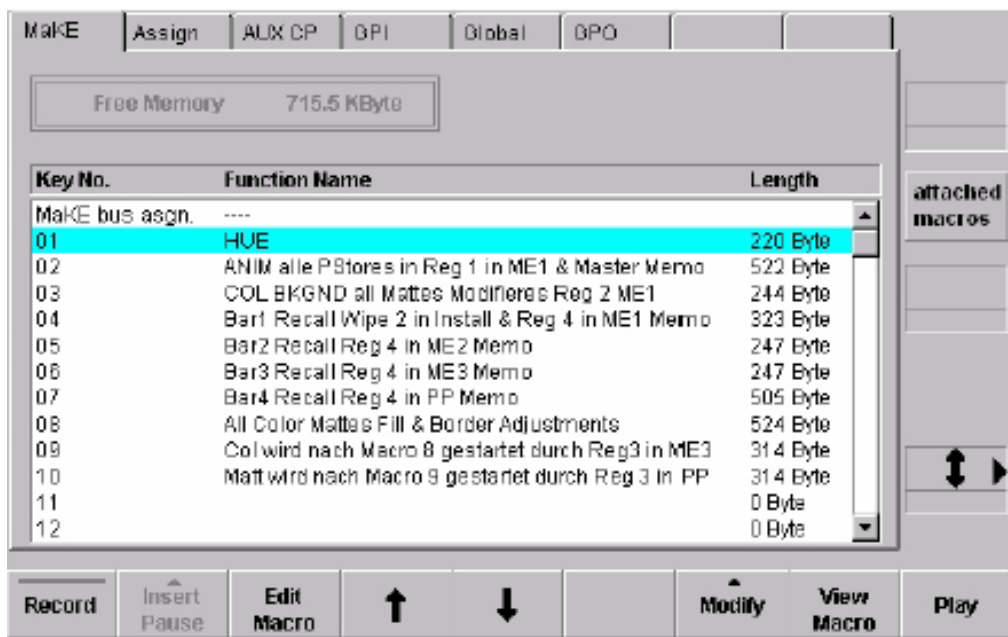 MaKE Assign AUX CP GPI Global GPO
Free Memory 715.5 KByte
Key No. Function Name Length
MaKE bus asgn. ----
01 HUE 220 Byte
02 ANIM alle PStores in Reg 1 in ME1 & Master Memo 522 Byte
03 COL BKGND all Mattes Modifieres Reg 2 ME1 244 Byte
04 Bar1 Recall Wipe 2 in Install & Reg 4 in ME1 Memo 323 Byte
05 Bar2 Recall Reg 4 in ME2 Memo 247 Byte
06 Bar3 Recall Reg 4 in ME3 Memo 247 Byte
07 Bar4 Recall Reg 4 in PP Memo 505 Byte
08 All Color Mattes Fill & Border Adjustments 524 Byte
09 Col wird nach Macro 8 gestartet durch Reg3 in ME3 314 Byte
10 Matt wird nach Macro 9 gestartet durch Reg 3 in PP 314 Byte
11 0 Byte
12 0 Byte
attached
macros
Record Insert Pause Edit Macro Modify View Macro Play